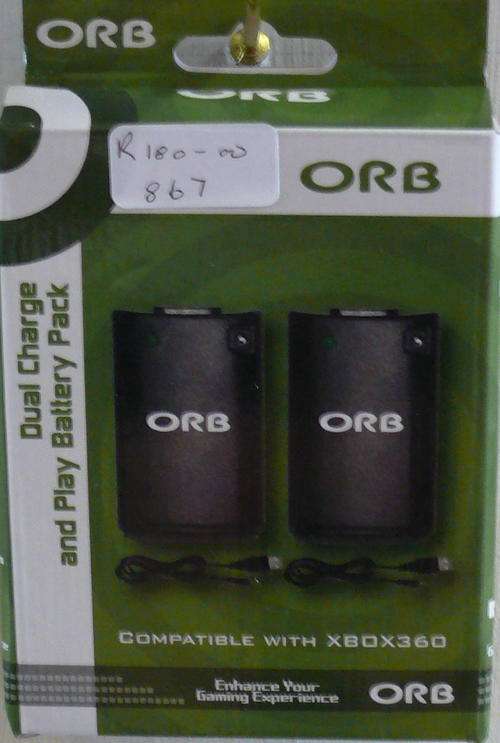 ORB
ORB
R180-00
867
ORB
Dual Charge
and Play Battery Pack
ORB
ORB
COMPATIBLE WITH XBOX360
Enhance Your
Gaming Experience
ORB